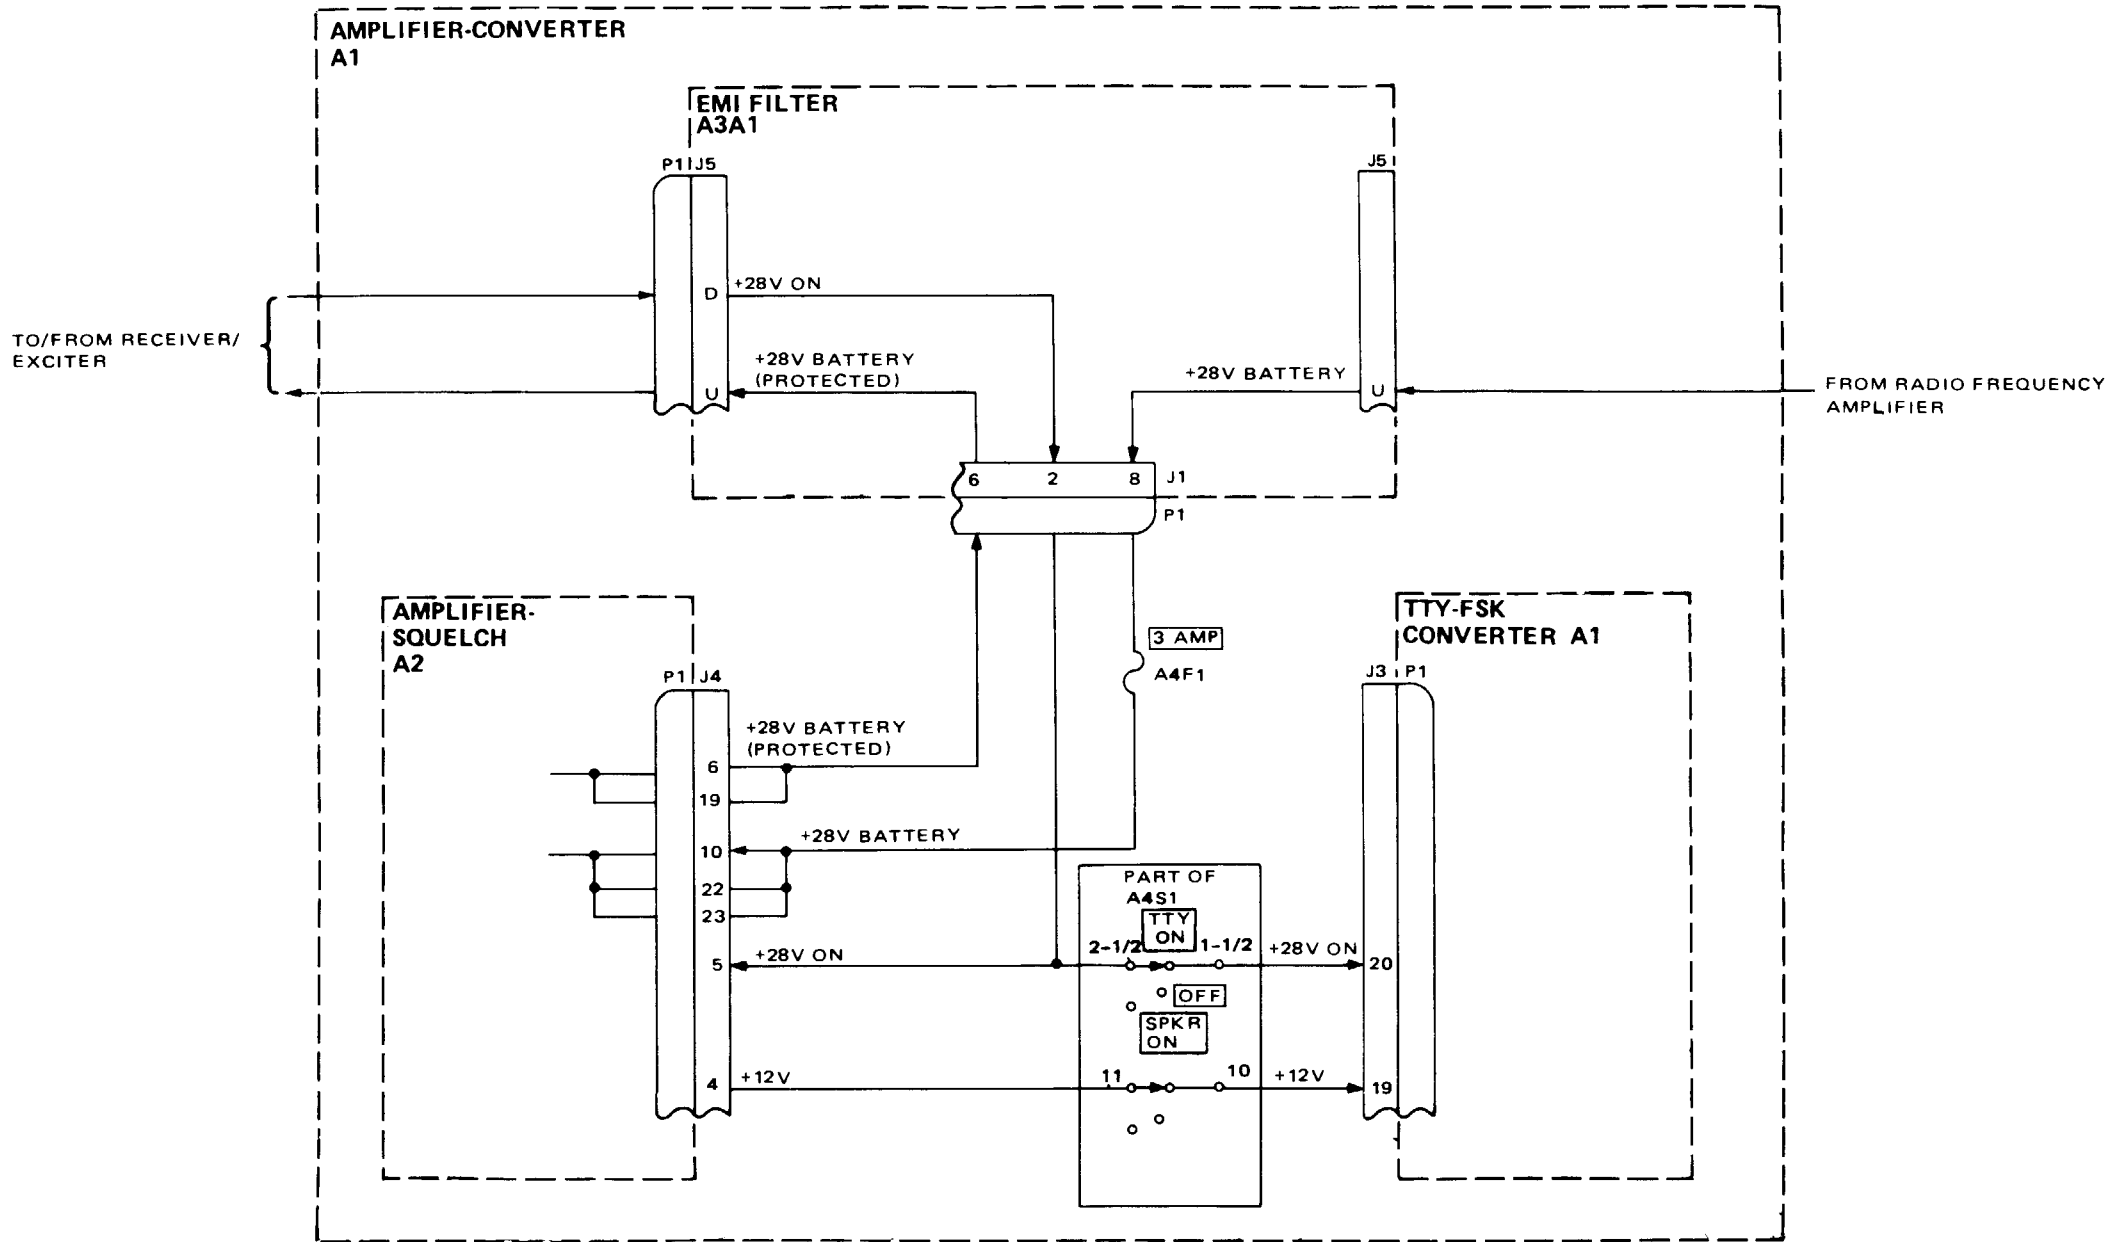 AMPLIFIER-CONVERTER
A1
EMI FILTER
A3A1
P1 J5
J5
D
+28V ON
TO/FROM RECEIVER/
EXCITER
+28V BATTERY
(PROTECTED)
U
+28V BATTERY
U
FROM RADIO FREQUENCY
AMPLIFIER
6 2 8 J1
P1
AMPLIFIER-
SQUELCH
A2
3 AMP
A4F1
TTY-FSK
CONVERTER A1
P1 J4
J3 P1
+28V BATTERY
(PROTECTED)
6
19
+28V BATTERY
10
22
23
PART OF
A4S1
TTY
ON
2-1/2 1-1/2
5 +28V ON
+28V ON 20
OFF
SPKR
ON
4 +12V
11 10
+12V 19